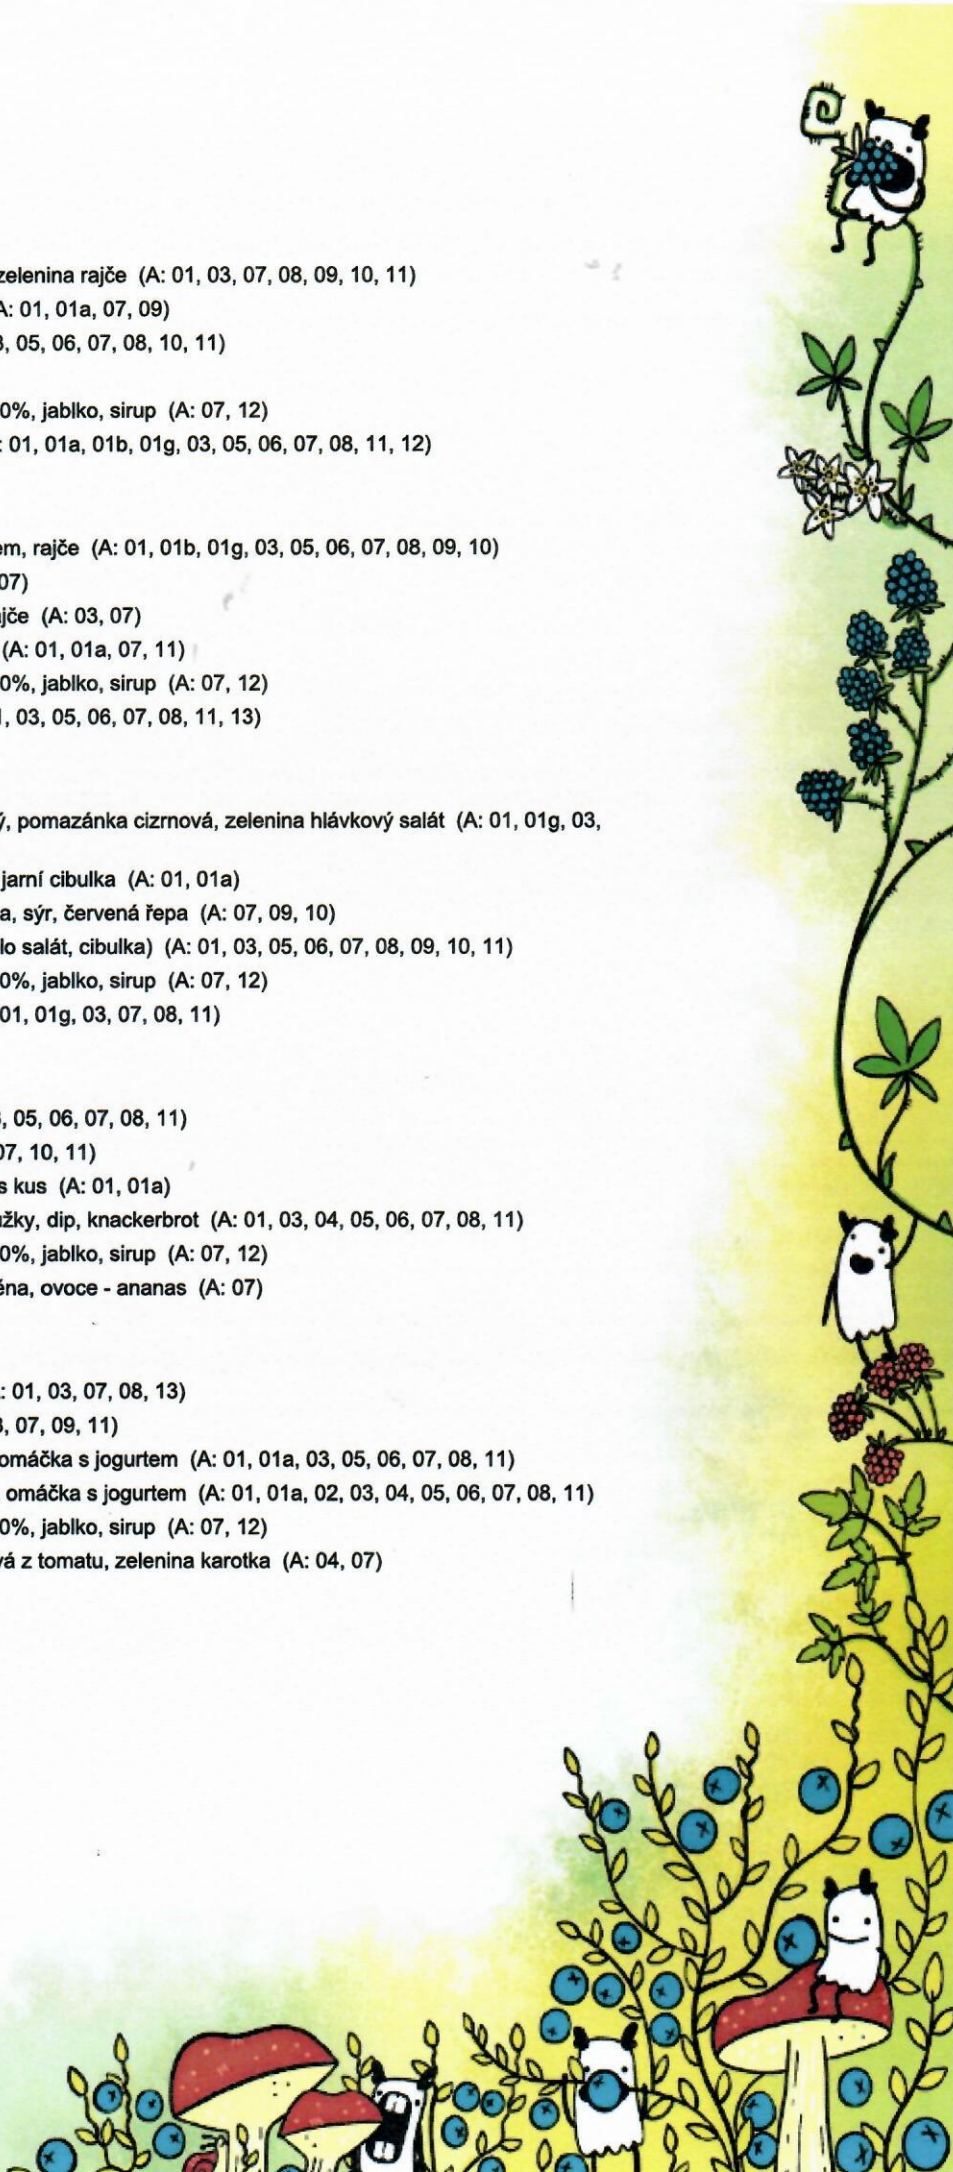 zelenina rajče (A: 01, 03, 07, 08, 09, 10, 11)
A: 01, 01a, 07, 09)
, 05, 06, 07, 08, 10, 11)
0%, jablko, sirup (A: 07, 12)
: 01, 01a, 01b, 01g, 03, 05, 06, 07, 08, 11, 12)
em, rajče (A: 01, 01b, 01g, 03, 05, 06, 07, 08, 09, 10)
07)
jče (A: 03, 07)
(A: 01, 01a, 07, 11)
0%, jablko, sirup (A: 07, 12)
, 03, 05, 06, 07, 08, 11, 13)
ý, pomazánka cizrnová, zelenina hlávkový salát (A: 01, 01g, 03,
jarní cibulka (A: 01, 01a)
a, sýr, červená řepa (A: 07, 09, 10)
lo salát, cibulka) (A: 01, 03, 05, 06, 07, 08, 09, 10, 11)
0%, jablko, sirup (A: 07, 12)
01, 01g, 03, 07, 08, 11)
, 05, 06, 07, 08, 11)
07, 10, 11)
s kus (A: 01, 01a)
užky, dip, knackerbrot (A: 01, 03, 04, 05, 06, 07, 08, 11)
0%, jablko, sirup (A: 07, 12)
ěna, ovoce - ananas (A: 07)
: 01, 03, 07, 08, 13)
, 07, 09, 11)
omáčka s jogurtem (A: 01, 01a, 03, 05, 06, 07, 08, 11)
omáčka s jogurtem (A: 01, 01a, 02, 03, 04, 05, 06, 07, 08, 11)
0%, jablko, sirup (A: 07, 12)
vá z tomatu, zelenina karotka (A: 04, 07)